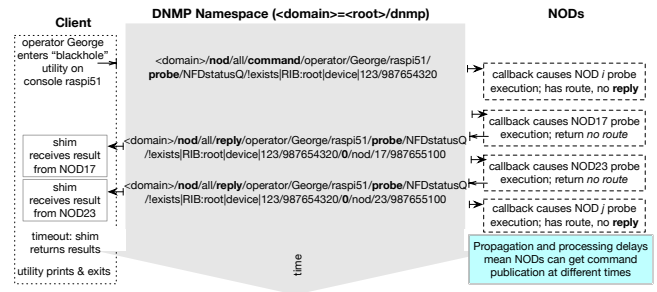 Client
DNMP Namespace (<domain>=<root>/dnmp)
NODs
operator George
enters “blackhole”
utility on
console raspi51
<domain>/nod/all/command/operator/George/raspi51/
probe/NFDstatusQ/!exists|RIB:root|device|123/987654320
callback causes NOD i probe
execution; has route, no reply
shim
receives result
from NOD17
<domain>/nod/all/reply/operator/George/raspi51/probe/NFDstatusQ
/!exists|RIB:root|device|123/987654320/0/nod/17/987655100
callback causes NOD17 probe
execution; return no route
shim
receives result
from NOD23
<domain>/nod/all/reply/operator/George/raspi51/probe/NFDstatusQ
/!exists|RIB:root|device|123/987654320/0/nod/23/987655100
callback causes NOD23 probe
execution; return no route
callback causes NOD j probe
execution; has route, no reply
timeout: shim
returns results
utility prints & exits
time
Propagation and processing delays
mean NODs can get command
publication at different times